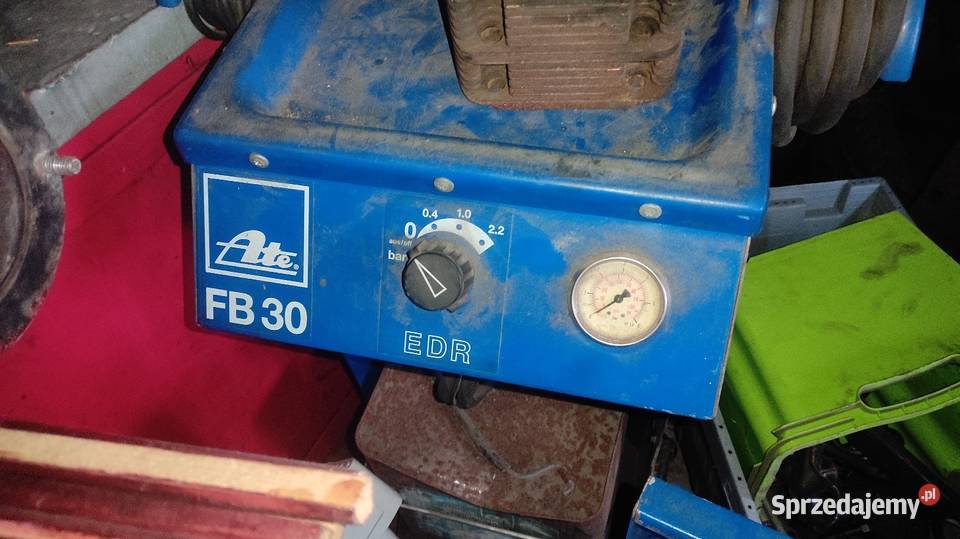 Ate®
FB 30
0 0.4 1.0 2.2
aus/off
bar
EDR
Sprzedajemy.pl